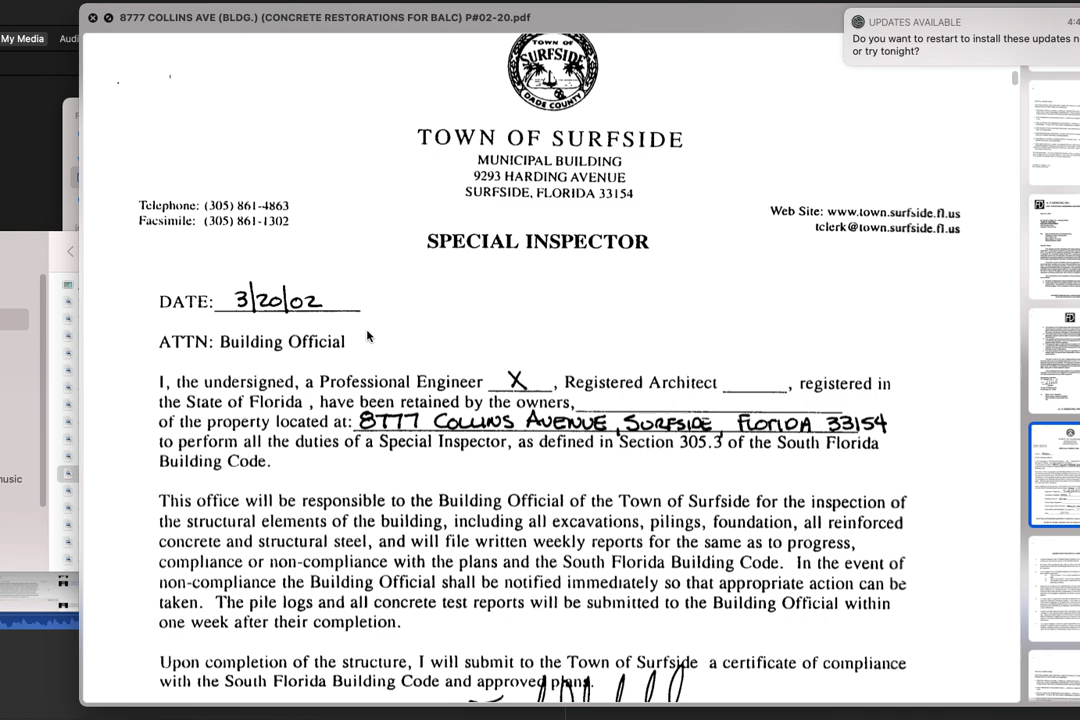 8777 COLLINS AVE (BLDG.) (CONCRETE RESTORATIONS FOR BALC) P#02-20.pdf
UPDATES AVAILABLE
4:4
Do you want to restart to install these updates n
or try tonight?
My Media
Audi
TOWN OF
SURFSIDE
DADE COUNTY
TOWN OF SURFSIDE
MUNICIPAL BUILDING
9293 HARDING AVENUE
SURFSIDE, FLORIDA 33154
Telephone: (305) 861-4863
Facsimile: (305) 861-1302
Web Site: www.town.surfside.fl.us
tclerk@town.surfside.fl.us
SPECIAL INSPECTOR
DATE: 3/20/02
ATTN: Building Official
I, the undersigned, a Professional Engineer X, Registered Architect ______, registered in
the State of Florida , have been retained by the owners,
of the property located at: 8777 COLLINS AVENUE, SURFSIDE, FLORIDA 33154
to perform all the duties of a Special Inspector, as defined in Section 305.3 of the South Florida
Building Code.
This office will be responsible to the Building Official of the Town of Surfside for the inspection of
the structural elements of the building, including all excavations, pilings, foundation, all reinforced
concrete and structural steel, and will file written weekly reports for the same as to progress,
compliance or non-compliance with the plans and the South Florida Building Code. In the event of
non-compliance the Building Official shall be notified immediately so that appropriate action can be
taken. The pile logs and all concrete test reports will be submitted to the Building Official within
one week after their completion.
Upon completion of the structure, I will submit to the Town of Surfside a certificate of compliance
with the South Florida Building Code and approved plans.
usic